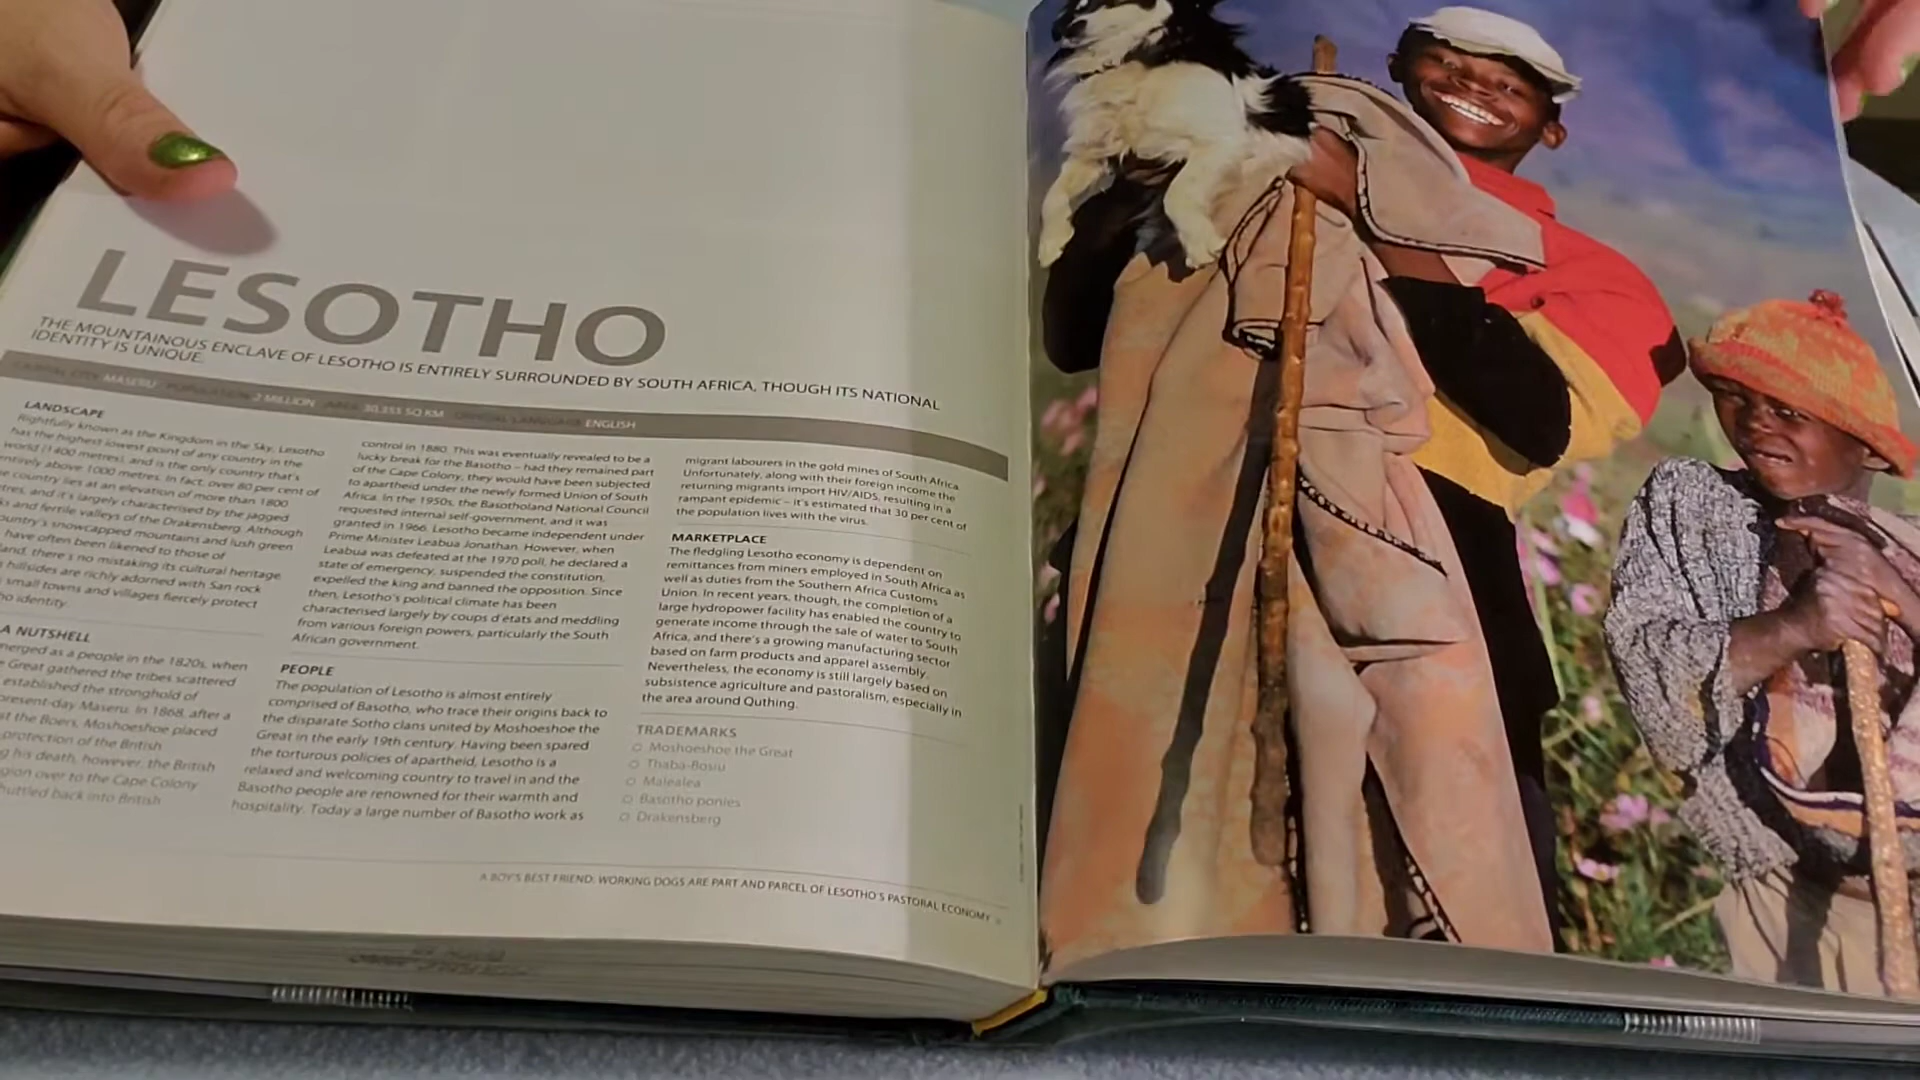 LESOTHO
THE MOUNTAINOUS ENCLAVE OF LESOTHO IS ENTIRELY SURROUNDED BY SOUTH AFRICA, THOUGH ITS NATIONAL
IDENTITY IS UNIQUE.
CAPITAL CITY MASERU POPULATION 2 MILLION AREA 30,355 SQ KM OFFICIAL LANGUAGE ENGLISH
LANDSCAPE
Rightfully known as the Kingdom in the Sky, Lesotho
has the highest lowest point of any country in the
world (1400 metres), and is the only country that's
entirely above 1000 metres. In fact, over 80 per cent of
country lies at an elevation of more than 1800
and it's largely characterised by the jagged
and fertile valleys of the Drakensberg. Although
country's snowcapped mountains and lush green
have often been likened to those of
there's no mistaking its cultural heritage
hillsides are richly adorned with San rock
small towns and villages fiercely protect
identity.
A NUTSHELL
as a people in the 1820s, when
Great gathered the tribes scattered
established the stronghold of
present-day Maseru. In 1868, after a
the Boers, Moshoeshoe placed
protection of the British
his death, however, the British
over to the Cape Colony
back into British
control in 1880. This was eventually revealed to be a
lucky break for the Basotho – had they remained part
of the Cape Colony, they would have been subjected
to apartheid under the newly formed Union of South
Africa. In the 1950s, the Basotholand National Council
requested internal self-government, and it was
granted in 1966. Lesotho became independent under
Prime Minister Leabua Jonathan. However, when
Leabua was defeated at the 1970 poll, he declared a
state of emergency, suspended the constitution,
expelled the king and banned the opposition. Since
then, Lesotho's political climate has been
characterised largely by coups d'états and meddling
from various foreign powers, particularly the South
African government.
PEOPLE
The population of Lesotho is almost entirely
comprised of Basotho, who trace their origins back to
the disparate Sotho clans united by Moshoeshoe the
Great in the early 19th century. Having been spared
the torturous policies of apartheid, Lesotho is a
relaxed and welcoming country to travel in and the
Basotho people are renowned for their warmth and
hospitality. Today a large number of Basotho work as
migrant labourers in the gold mines of South Africa.
Unfortunately, along with their foreign income the
returning migrants import HIV/AIDS, resulting in a
rampant epidemic – it's estimated that 30 per cent of
the population lives with the virus.
MARKETPLACE
The fledgling Lesotho economy is dependent on
remittances from miners employed in South Africa as
well as duties from the Southern Africa Customs
Union. In recent years, though, the completion of a
large hydropower facility has enabled the country to
generate income through the sale of water to South
Africa, and there's a growing manufacturing sector
based on farm products and apparel assembly.
Nevertheless, the economy is still largely based on
subsistence agriculture and pastoralism, especially in
the area around Quthing.
TRADEMARKS
Moshoeshoe the Great
Thaba-Bosiu
Malealea
Basotho ponies
Drakensberg
A BOY'S BEST FRIEND: WORKING DOGS ARE PART AND PARCEL OF LESOTHO'S PASTORAL ECONOMY